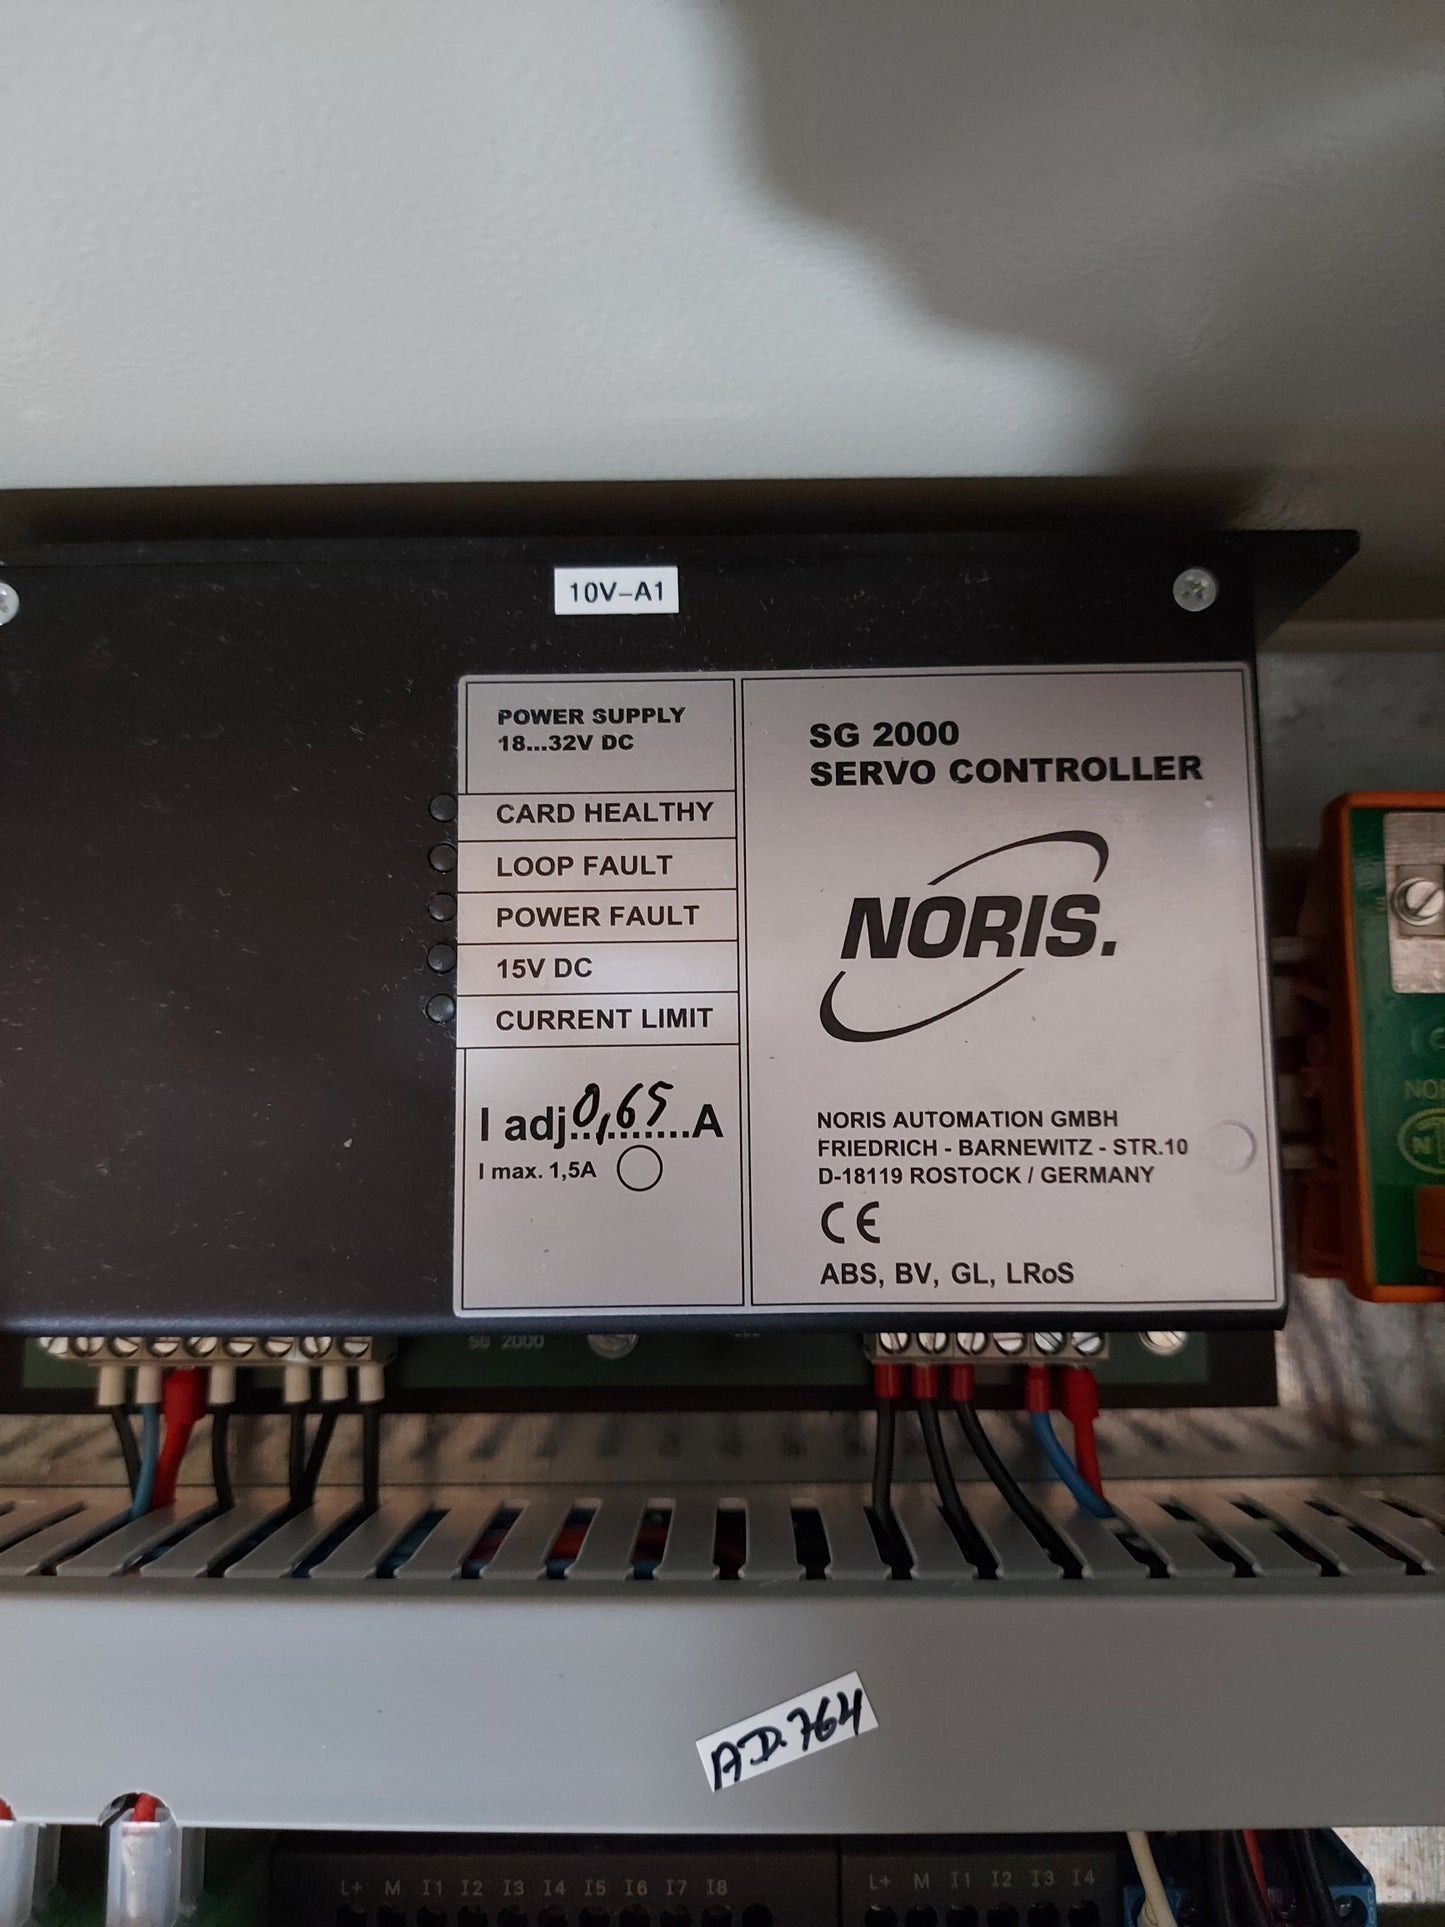 10V–A1
POWER SUPPLY
18...32V DC
CARD HEALTHY
LOOP FAULT
POWER FAULT
15V DC
CURRENT LIMIT
I adj..0,65....A
I max. 1,5A
SG 2000
SERVO CONTROLLER
NORIS.
NORIS AUTOMATION GMBH
FRIEDRICH - BARNEWITZ - STR.10
D-18119 ROSTOCK / GERMANY
CE
ABS, BV, GL, LRoS
SG 2000
AD.764
L+ M I1 I2 I3 I4 I5 I6 I7 I8
L+ M I1 I2 I3 I4